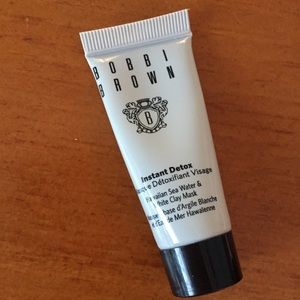 BOBBI
BROWN
B
Instant Detox
Détoxifiant Visage
Sea Water &
Clay Mask
base d'Argile Blanche
de Mer Hawaïenne